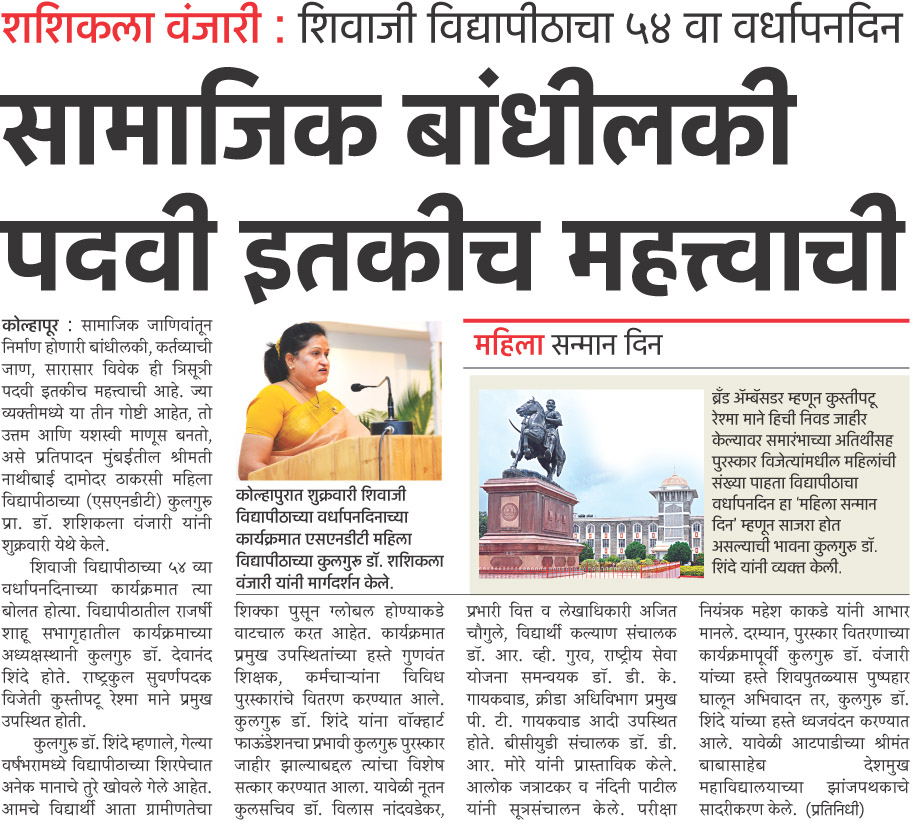 शशिकला वंजारी : शिवाजी विद्यापीठाचा ५४ वा वर्धापनदिन
सामाजिक बांधीलकी
पदवी इतकीच महत्त्वाची
कोल्हापूर : सामाजिक जाणिवांतून
निर्माण होणारी बांधीलकी, कर्तव्याची
जाण, सारासार विवेक ही त्रिसूत्री
पदवी इतकीच महत्त्वाची आहे. ज्या
व्यक्तीमध्ये या तीन गोष्टी आहेत, तो
उत्तम आणि यशस्वी माणूस बनतो,
असे प्रतिपादन मुंबईतील श्रीमती
नाथीबाई दामोदर ठाकरसी महिला
विद्यापीठाच्या (एसएनडीटी) कुलगुरू
प्रा. डॉ. शशिकला वंजारी यांनी
शुक्रवारी येथे केले.
शिवाजी विद्यापीठाच्या ५४ व्या
वर्धापनदिनाच्या कार्यक्रमात त्या
बोलत होत्या. विद्यापीठातील राजर्षी
शाहू सभागृहातील कार्यक्रमाच्या
अध्यक्षस्थानी कुलगुरु डॉ. देवानंद
शिंदे होते. राष्ट्रकुल सुवर्णपदक
विजेती कुस्तीपटू रेश्मा माने प्रमुख
उपस्थित होती.
कुलगुरू डॉ. शिंदे म्हणाले, गेल्या
वर्षभरामध्ये विद्यापीठाच्या शिरपेचात
अनेक मानाचे तुरे खोवले गेले आहेत.
आमचे विद्यार्थी आता ग्रामीणतेचा
कोल्हापुरात शुक्रवारी शिवाजी
विद्यापीठाच्या वर्धापनदिनाच्या
कार्यक्रमात एसएनडीटी महिला
विद्यापीठाच्या कुलगुरू डॉ. शशिकला
वंजारी यांनी मार्गदर्शन केले.
शिक्का पुसून ग्लोबल होण्याकडे
वाटचाल करत आहेत. कार्यक्रमात
प्रमुख उपस्थितांच्या हस्ते गुणवंत
शिक्षक, कर्मचाऱ्यांना विविध
पुरस्कारांचे वितरण करण्यात आले.
कुलगुरू डॉ. शिंदे यांना वॉक्हार्ट
फाऊंडेशनचा प्रभावी कुलगुरू पुरस्कार
जाहीर झाल्याबद्दल त्यांचा विशेष
सत्कार करण्यात आला. यावेळी नूतन
कुलसचिव डॉ. विलास नांदवडेकर,
महिला सन्मान दिन
ब्रँड ॲम्बॅसडर म्हणून कुस्तीपटू
रेश्मा माने हिची निवड जाहीर
केल्यावर समारंभाच्या अतिथींसह
पुरस्कार विजेत्यांमधील महिलांची
संख्या पाहता विद्यापीठाचा
वर्धापनदिन हा ‘महिला सन्मान
दिन’ म्हणून साजरा होत
असल्याची भावना कुलगुरू डॉ.
शिंदे यांनी व्यक्त केली.
प्रभारी वित्त व लेखाधिकारी अजित
चौगुले, विद्यार्थी कल्याण संचालक
डॉ. आर. व्ही. गुरव, राष्ट्रीय सेवा
योजना समन्वयक डॉ. डी. के.
गायकवाड, क्रीडा अधिविभाग प्रमुख
पी. टी. गायकवाड आदी उपस्थित
होते. बीसीयुडी संचालक डॉ. डी.
आर. मोरे यांनी प्रास्ताविक केले.
आलोक जत्राटकर व नंदिनी पाटील
यांनी सूत्रसंचालन केले. परीक्षा
नियंत्रक महेश काकडे यांनी आभार
मानले. दरम्यान, पुरस्कार वितरणाच्या
कार्यक्रमापूर्वी कुलगुरू डॉ. वंजारी
यांच्या हस्ते शिवपुतळ्यास पुष्पहार
घालून अभिवादन तर, कुलगुरू डॉ.
शिंदे यांच्या हस्ते ध्वजवंदन करण्यात
आले. यावेळी आटपाडीच्या श्रीमंत
बाबासाहेब देशमुख
महाविद्यालयाच्या झांजपथकाचे
सादरीकरण केले. (प्रतिनिधी)